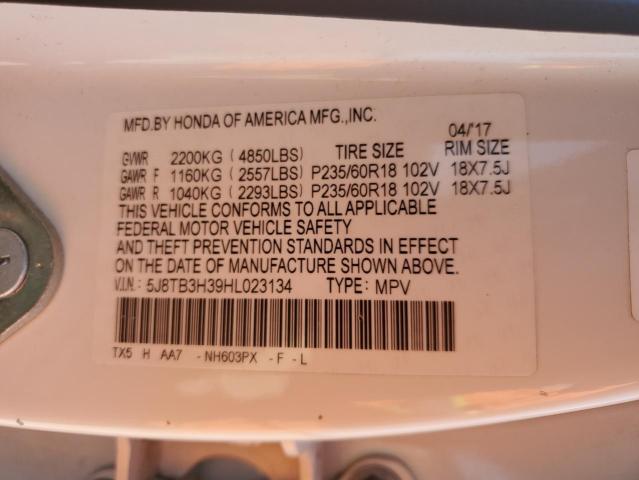 MFD.BY HONDA OF AMERICA MFG.,INC.
04/'17
GVWR 2200KG (4850LBS) TIRE SIZE RIM SIZE
GAWR F 1160KG (2557LBS) P235/60R18 102V 18X7.5J
GAWR R 1040KG (2293LBS) P235/60R18 102V 18X7.5J
THIS VEHICLE CONFORMS TO ALL APPLICABLE
FEDERAL MOTOR VEHICLE SAFETY
AND THEFT PREVENTION STANDARDS IN EFFECT
ON THE DATE OF MANUFACTURE SHOWN ABOVE.
V.I.N.: 5J8TB3H39HL023134 TYPE: MPV
TX5 H AA7 -NH603PX -F -L